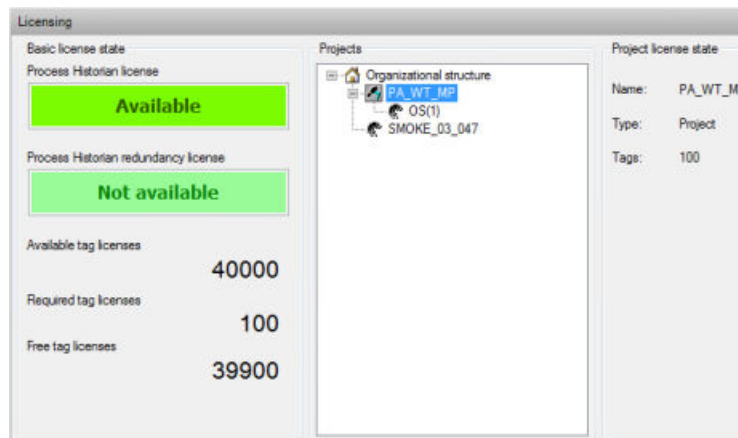 Licensing
Basic license state
Process Historian license
Available
Process Historian redundancy license
Not available
Available tag licenses
40000
Required tag licenses
100
Free tag licenses
39900
Projects
Organizational structure
PA_WT_MP
OS(1)
SMOKE_03_047
Project license state
Name: PA_WT_M
Type: Project
Tags: 100